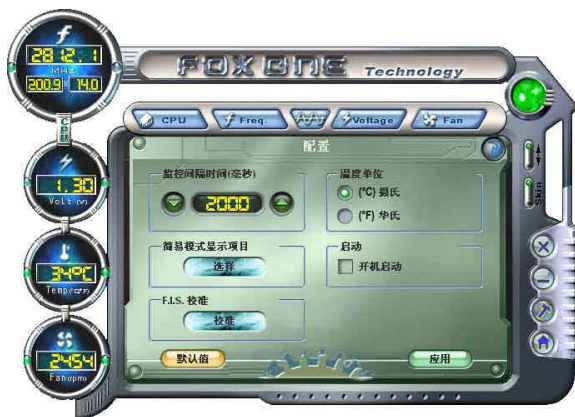 2812.1
MHz
200.9 x 14.0
FOX ONE Technology
CPU
CPU
Freq.
Voltage
Fan
配置
1.30
Volt.(V)
监控间隔时间(毫秒)
2000
温度单位
(°C) 摄氏
(°F) 华氏
Skin
34°C
Temp(°C/°F)
简易模式显示项目
选择
启动
开机启动
F.I.S. 校准
校准
2454
Fan(rpm)
默认值
应用